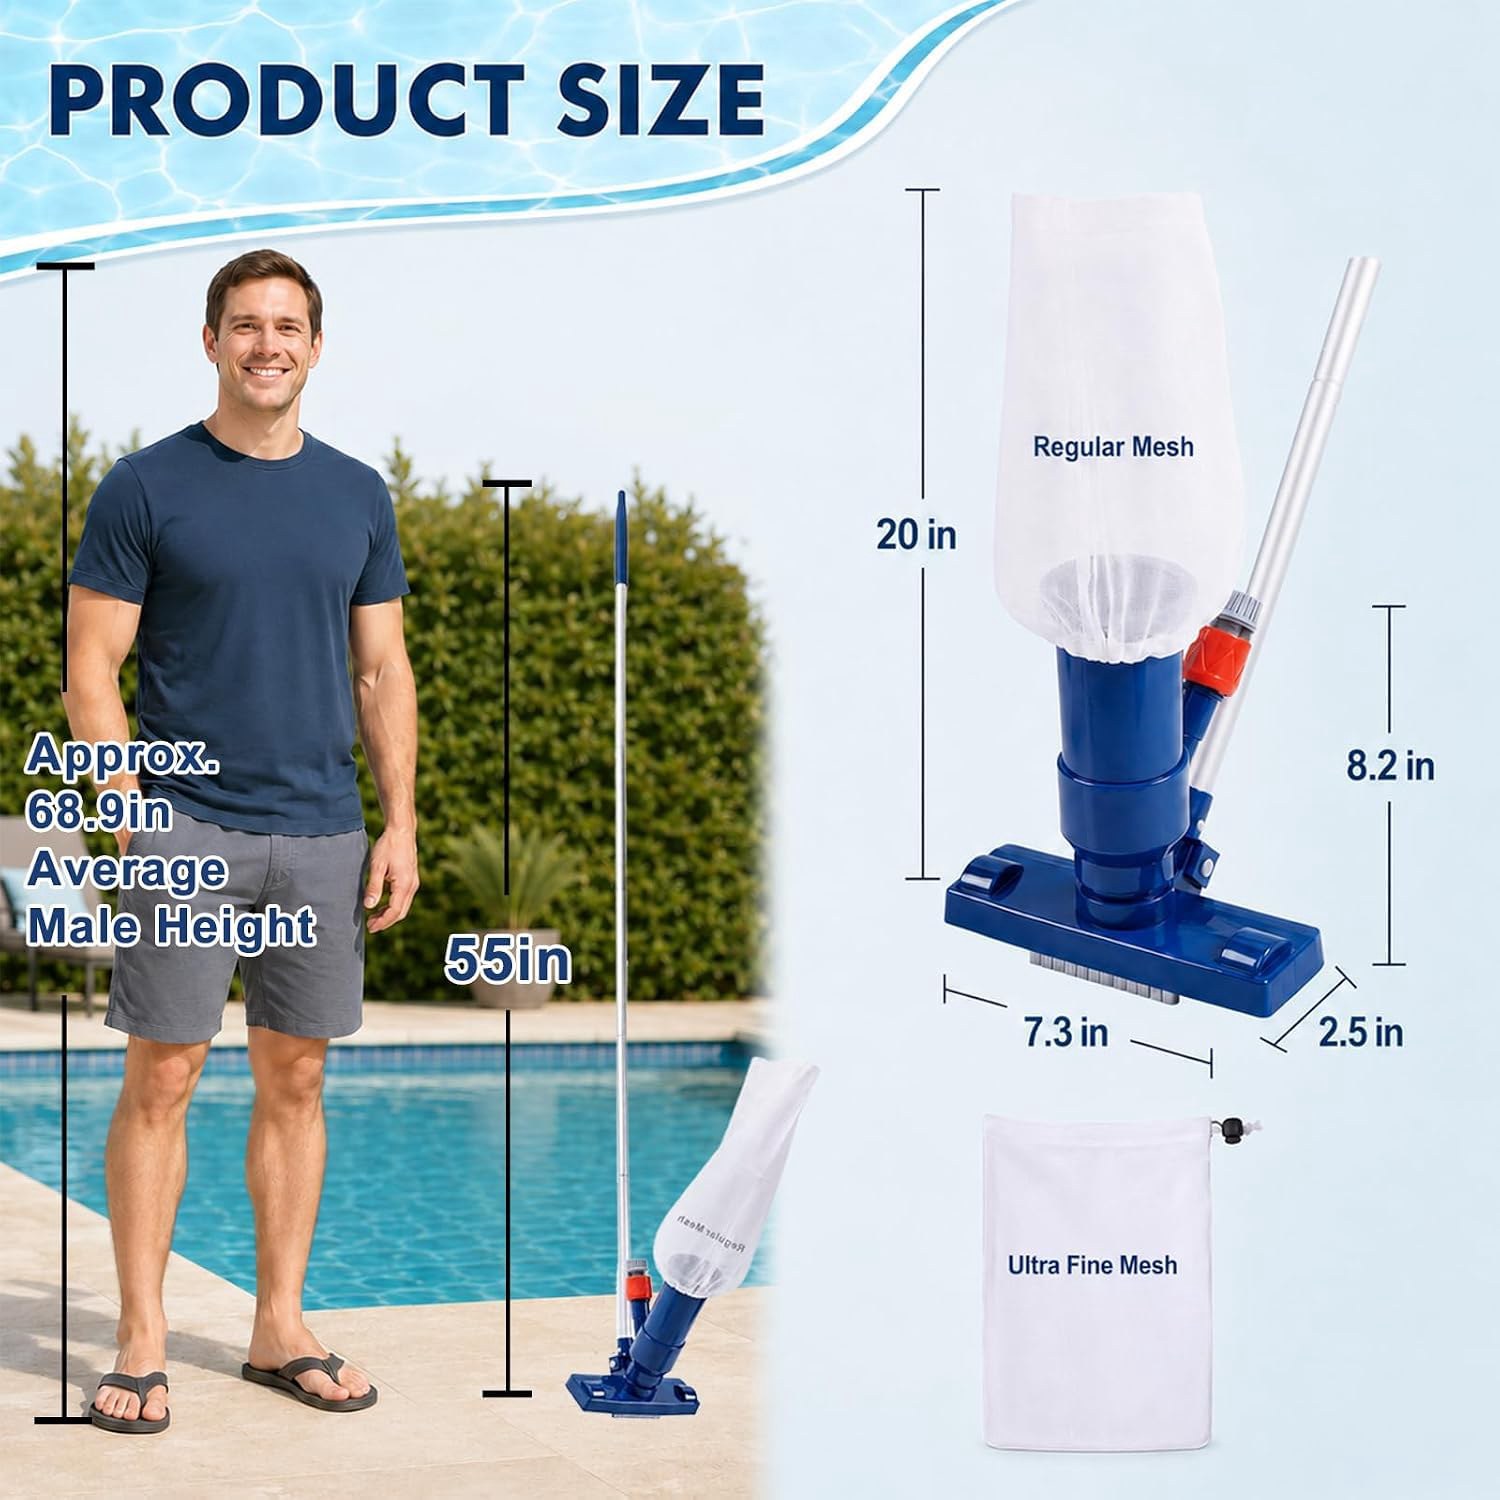 PRODUCT SIZE
Approx.
68.9in
Average
Male Height
55in
Regular Mesh
Regular Mesh
20 in
8.2 in
7.3 in
2.5 in
Ultra Fine Mesh